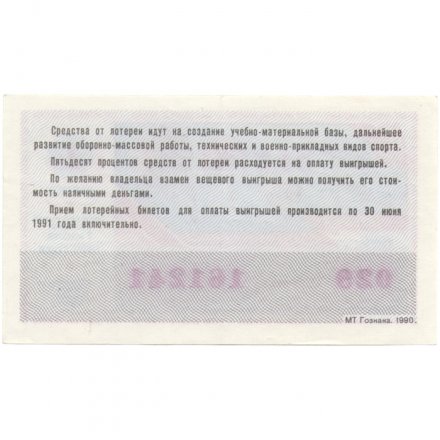 Средства от лотереи идут на создание учебно-материальной базы, дальнейшее
развитие оборонно-массовой работы, технических и военно-прикладных видов спорта.
Пятьдесят процентов средств от лотереи расходуется на оплату выигрышей.
По желанию владельца взамен вещевого выигрыша можно получить его стои-
мость наличными деньгами.
Прием лотерейных билетов для оплаты выигрышей производится по 30 июня
1991 года включительно.
029 161241
МТ Гознака. 1990.